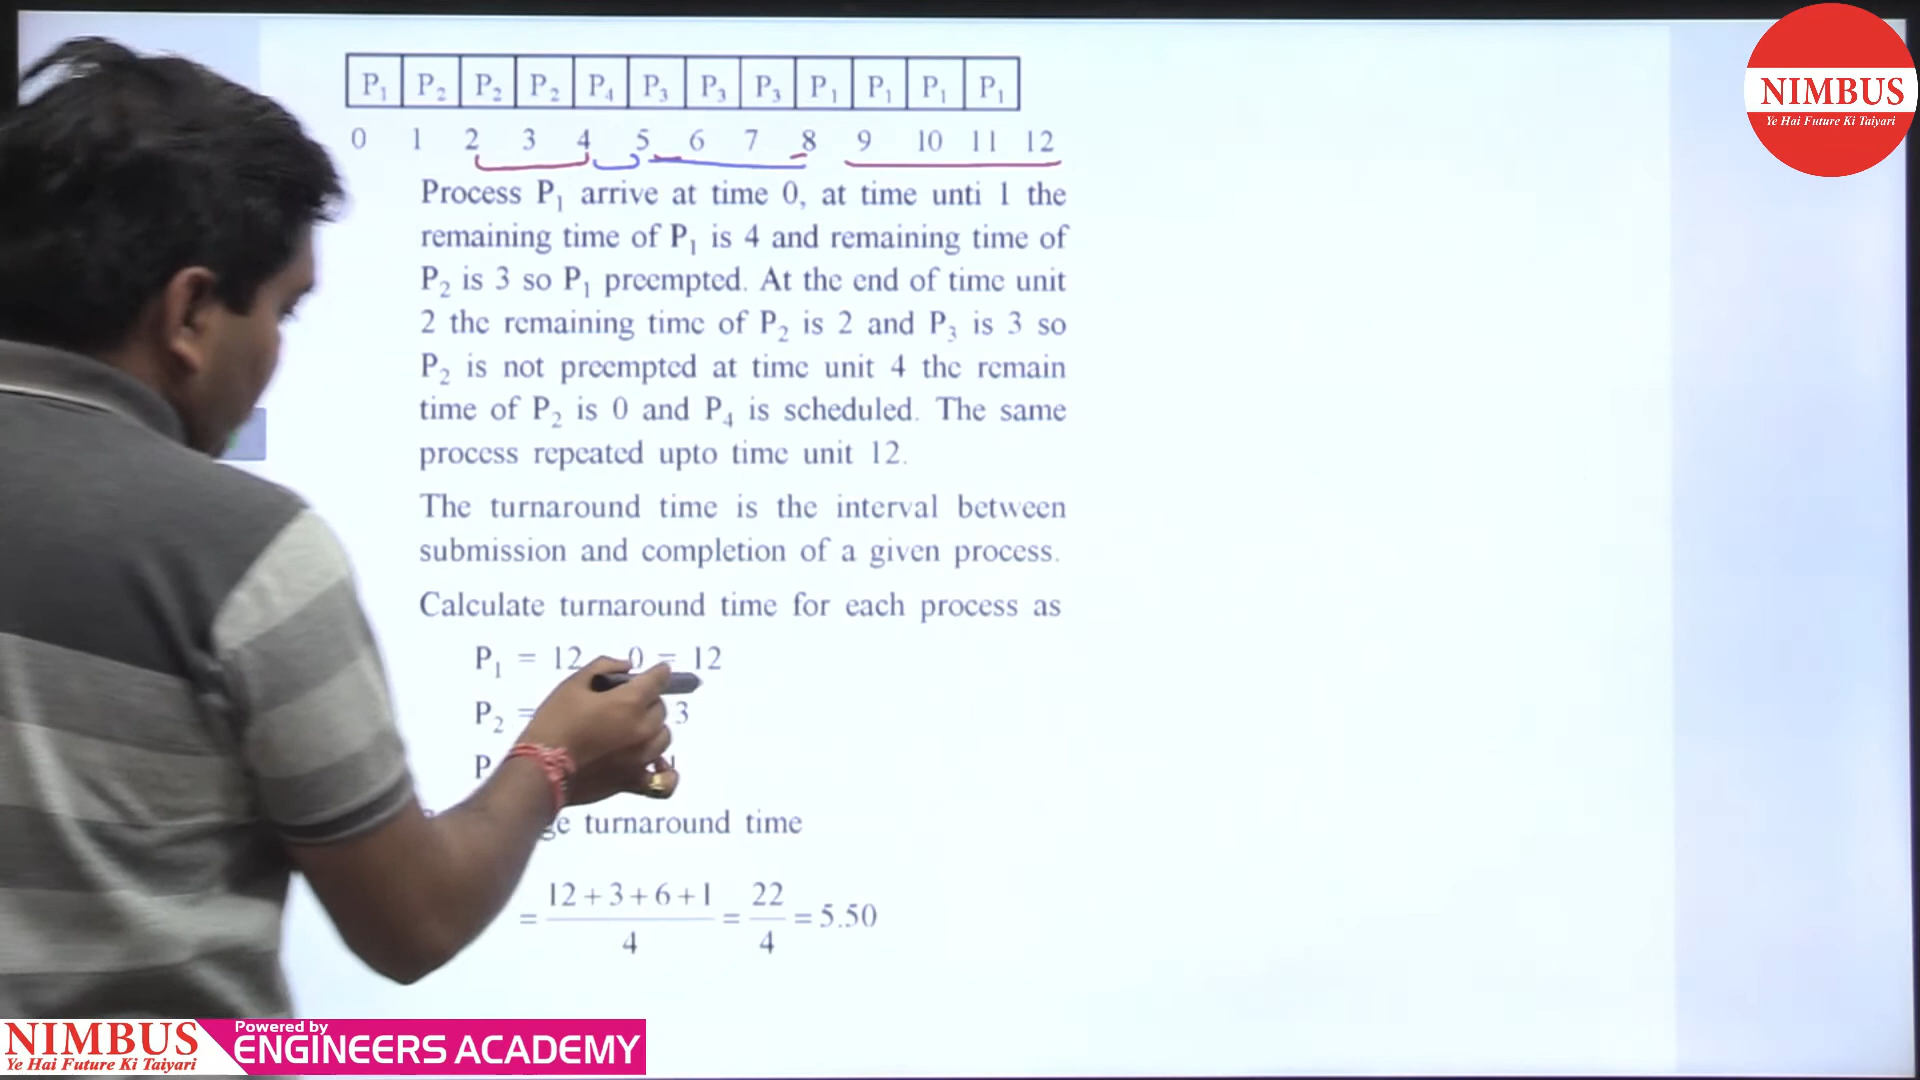 P₁ P₂ P₂ P₂ P₄ P₃ P₃ P₃ P₁ P₁ P₁ P₁
0 1 2 3 4 5 6 7 8 9 10 11 12
Process P₁ arrive at time 0, at time unti 1 the
remaining time of P₁ is 4 and remaining time of
P₂ is 3 so P₁ preempted. At the end of time unit
2 the remaining time of P₂ is 2 and P₃ is 3 so
P₂ is not preempted at time unit 4 the remain
time of P₂ is 0 and P₄ is scheduled. The same
process repeated upto time unit 12.
The turnaround time is the interval between
submission and completion of a given process.
Calculate turnaround time for each process as
P₁ = 12 – 0 = 12
P₂ = 3
P
turnaround time
= (12+3+6+1)/4 = 22/4 = 5.50
NIMBUS
Ye Hai Future Ki Taiyari
NIMBUS
Ye Hai Future Ki Taiyari
Powered by
ENGINEERS ACADEMY